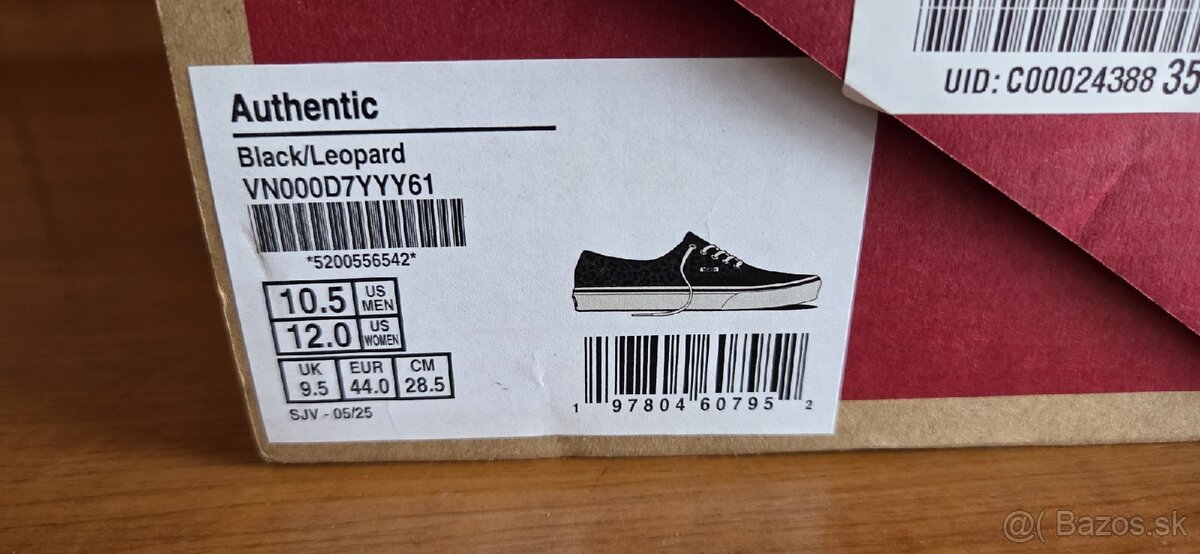 UID: C00024388 35
Authentic
Black/Leopard
VN000D7YYY61
*5200556542*
10.5 US MEN
12.0 US WOMEN
UK 9.5 EUR 44.0 CM 28.5
SJV - 05/25
1 97804 60795 2
@( Bazos.sk